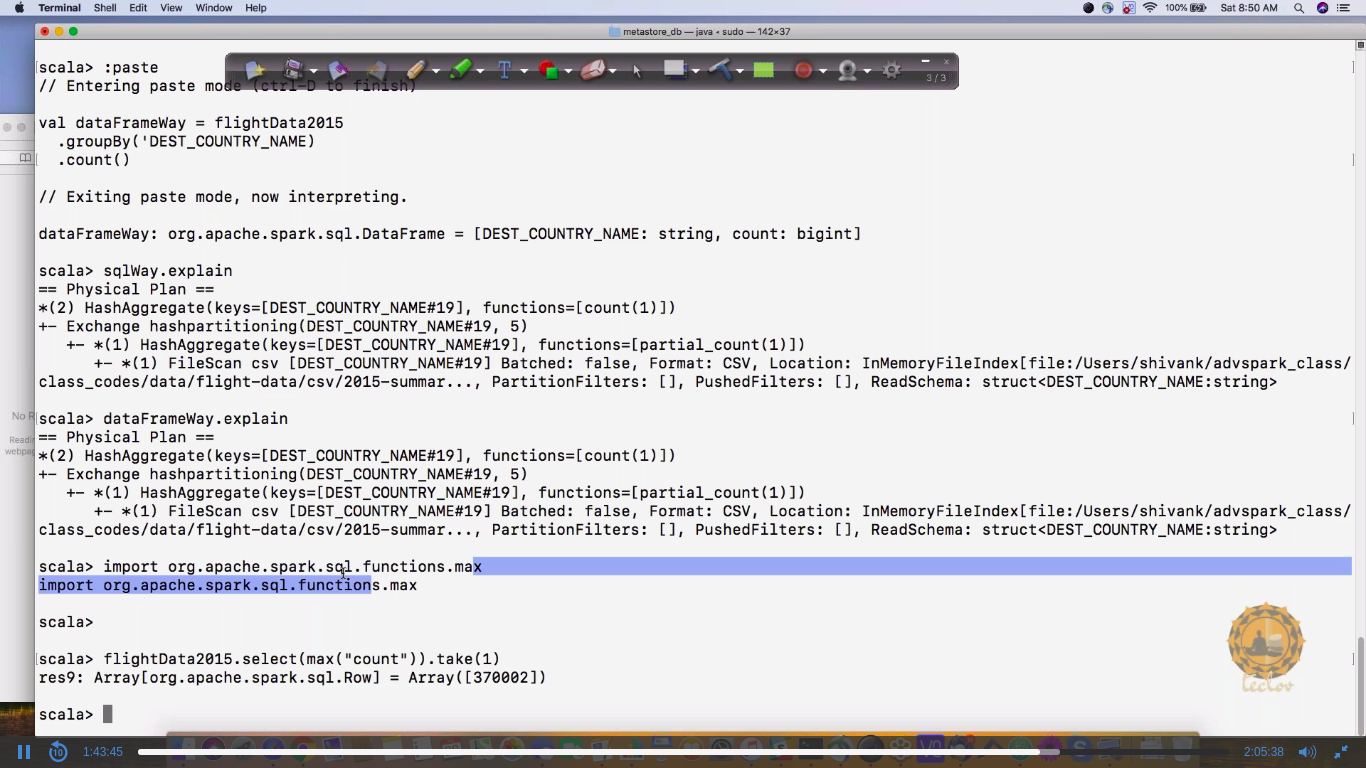 Terminal Shell Edit View Window Help 100% Sat 8:50 AM
metastore_db — java • sudo — 142×37
scala> :paste
// Entering paste mode (ctrl-D to finish)
3 / 3
val dataFrameWay = flightData2015
.groupBy('DEST_COUNTRY_NAME)
.count()
// Exiting paste mode, now interpreting.
dataFrameWay: org.apache.spark.sql.DataFrame = [DEST_COUNTRY_NAME: string, count: bigint]
scala> sqlWay.explain
== Physical Plan ==
*(2) HashAggregate(keys=[DEST_COUNTRY_NAME#19], functions=[count(1)])
+- Exchange hashpartitioning(DEST_COUNTRY_NAME#19, 5)
+- *(1) HashAggregate(keys=[DEST_COUNTRY_NAME#19], functions=[partial_count(1)])
+- *(1) FileScan csv [DEST_COUNTRY_NAME#19] Batched: false, Format: CSV, Location: InMemoryFileIndex[file:/Users/shivank/advspark_class/
class_codes/data/flight-data/csv/2015-summar..., PartitionFilters: [], PushedFilters: [], ReadSchema: struct<DEST_COUNTRY_NAME:string>
scala> dataFrameWay.explain
== Physical Plan ==
*(2) HashAggregate(keys=[DEST_COUNTRY_NAME#19], functions=[count(1)])
+- Exchange hashpartitioning(DEST_COUNTRY_NAME#19, 5)
+- *(1) HashAggregate(keys=[DEST_COUNTRY_NAME#19], functions=[partial_count(1)])
+- *(1) FileScan csv [DEST_COUNTRY_NAME#19] Batched: false, Format: CSV, Location: InMemoryFileIndex[file:/Users/shivank/advspark_class/
class_codes/data/flight-data/csv/2015-summar..., PartitionFilters: [], PushedFilters: [], ReadSchema: struct<DEST_COUNTRY_NAME:string>
scala> import org.apache.spark.sql.functions.max
import org.apache.spark.sql.functions.max
scala>
scala> flightData2015.select(max("count")).take(1)
res9: Array[org.apache.spark.sql.Row] = Array([370002])
scala>
No R
Readin
webpag
10 1:43:45 2:05:38